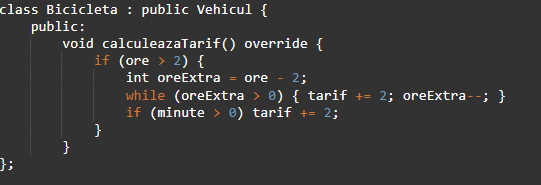 class Bicicleta : public Vehicul {
    public:
        void calculeazaTarif() override {
            if (ore > 2) {
                int oreExtra = ore - 2;
                while (oreExtra > 0) { tarif += 2; oreExtra--; }
                if (minute > 0) tarif += 2;
            }
        }
};